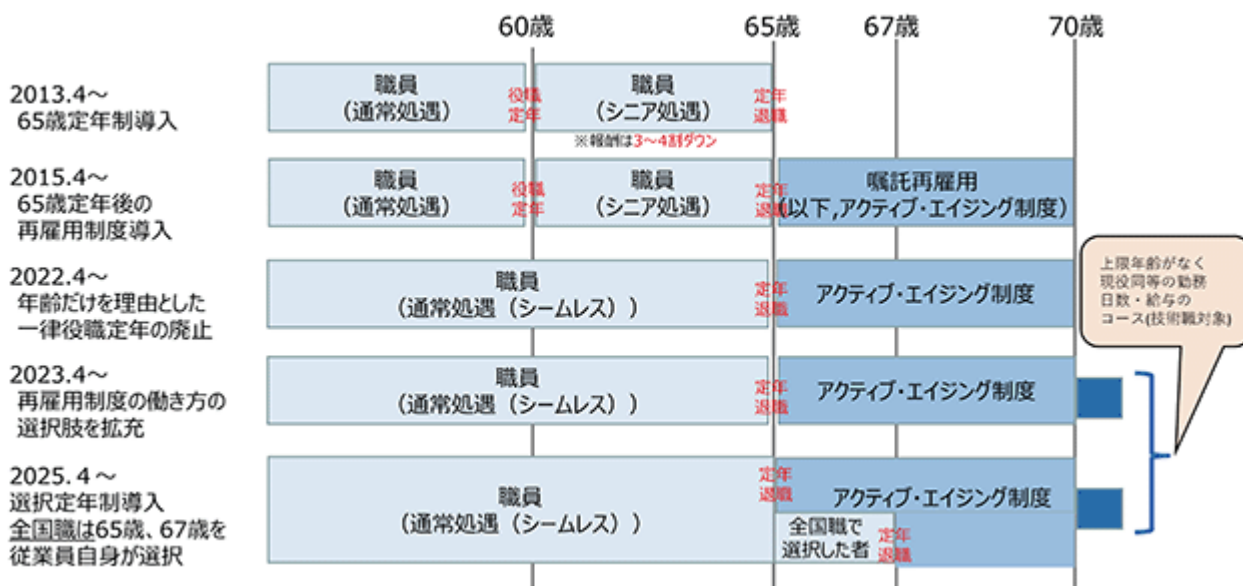 60歳
65歳
67歳
70歳
2013.4～
65歳定年制導入
職員
(通常処遇)
役職
定年
職員
(シニア処遇)
定年
退職
※報酬は3～4割ダウン
2015.4～
65歳定年後の
再雇用制度導入
職員
(通常処遇)
役職
定年
職員
(シニア処遇)
定年
退職
嘱託再雇用
(以下,アクティブ・エイジング制度)
2022.4～
年齢だけを理由とした
一律役職定年の廃止
職員
(通常処遇（シームレス）)
定年
退職
アクティブ・エイジング制度
上限年齢がなく
現役同等の勤務
日数・給与の
コース(技術職対象)
2023.4～
再雇用制度の働き方の
選択肢を拡充
職員
(通常処遇（シームレス）)
定年
退職
アクティブ・エイジング制度
2025.4～
選択定年制導入
全国職は65歳、67歳を
従業員自身が選択
職員
(通常処遇（シームレス）)
定年
退職
アクティブ・エイジング制度
全国職で
選択した者
定年
退職